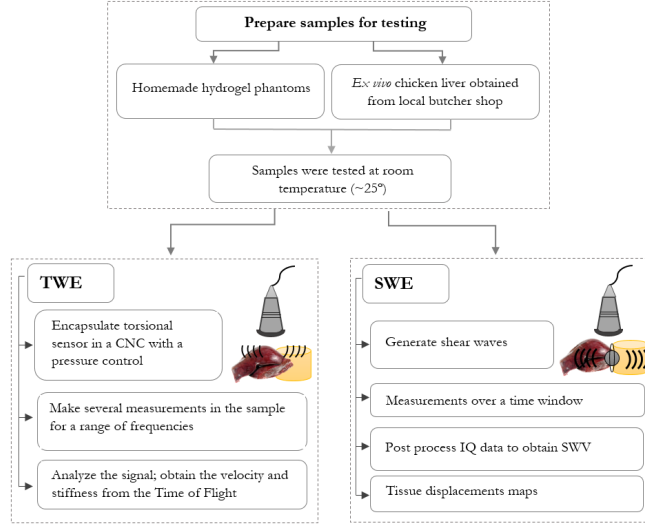 Prepare samples for testing
Homemade hydrogel phantoms
Ex vivo chicken liver obtained
from local butcher shop
Samples were tested at room
temperature (~25º)
TWE
Encapsulate torsional
sensor in a CNC with a
pressure control
Make several measurements in the sample
for a range of frequencies
Analyze the signal; obtain the velocity and
stiffness from the Time of Flight
SWE
Generate shear waves
Measurements over a time window
Post process IQ data to obtain SWV
Tissue displacements maps